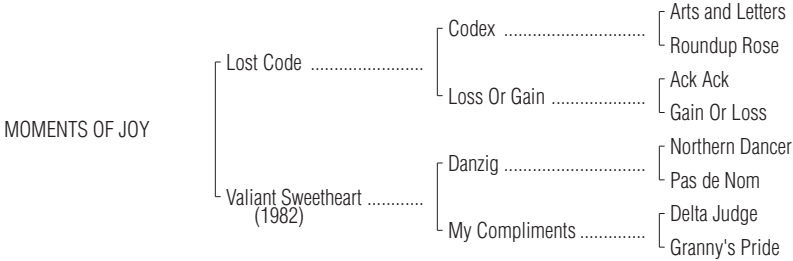 Arts and Letters
Codex ..............................
Roundup Rose
Lost Code ........................
Ack Ack
Loss Or Gain ....................
Gain Or Loss
MOMENTS OF JOY
Northern Dancer
Danzig ..............................
Pas de Nom
Valiant Sweetheart ............
(1982)
Delta Judge
My Compliments ..............
Granny's Pride